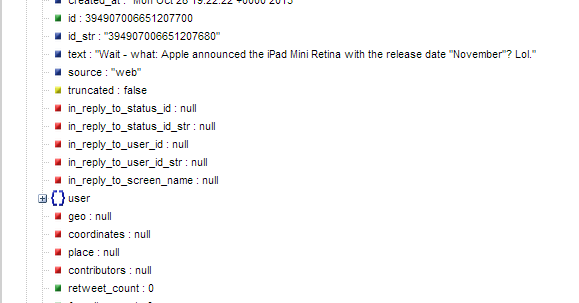 created_at : "Mon Oct 28 19:22:22 +0000 2013
id : 394907006651207700
id_str : "394907006651207680"
text : "Wait - what: Apple announced the iPad Mini Retina with the release date "November"? Lol."
source : "web"
truncated : false
in_reply_to_status_id : null
in_reply_to_status_id_str : null
in_reply_to_user_id : null
in_reply_to_user_id_str : null
in_reply_to_screen_name : null
user
geo : null
coordinates : null
place : null
contributors : null
retweet_count : 0